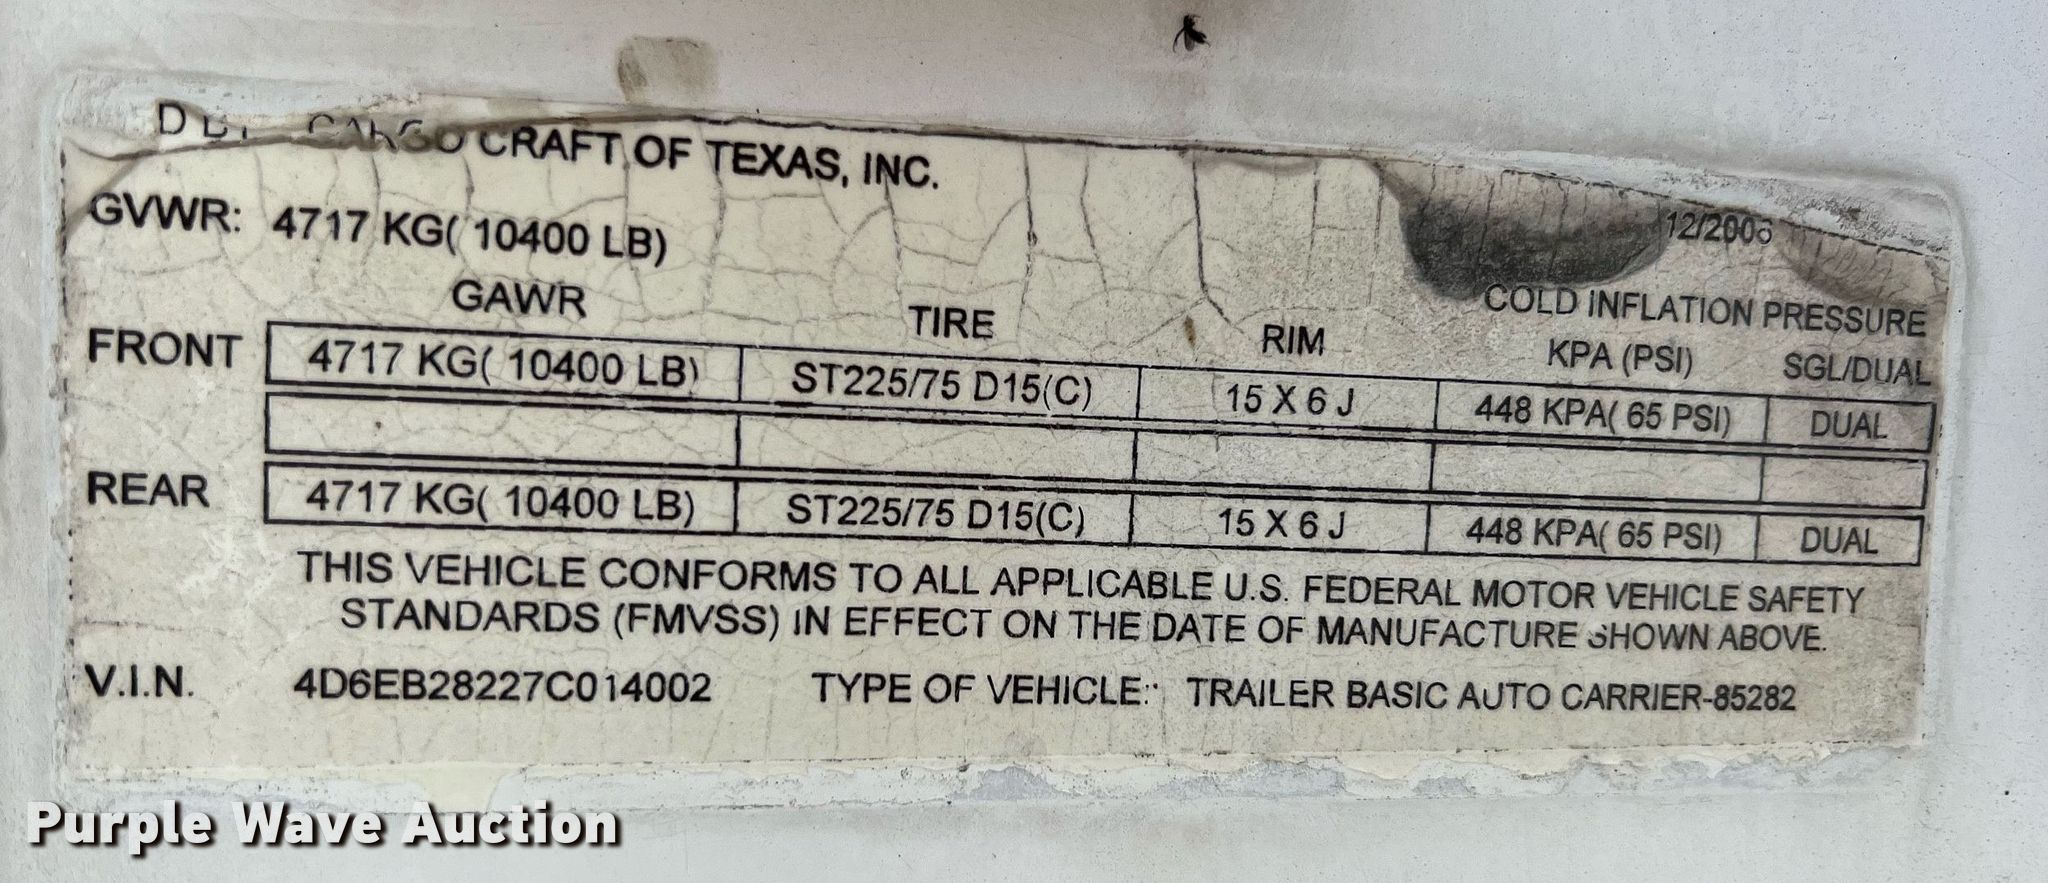 CARGO CRAFT OF TEXAS, INC.
GVWR: 4717 KG( 10400 LB)
12/2006
GAWR TIRE RIM COLD INFLATION PRESSURE
KPA (PSI) SGL/DUAL
FRONT 4717 KG( 10400 LB) ST225/75 D15(C) 15 X 6 J 448 KPA( 65 PSI) DUAL
REAR 4717 KG( 10400 LB) ST225/75 D15(C) 15 X 6 J 448 KPA( 65 PSI) DUAL
THIS VEHICLE CONFORMS TO ALL APPLICABLE U.S. FEDERAL MOTOR VEHICLE SAFETY
STANDARDS (FMVSS) IN EFFECT ON THE DATE OF MANUFACTURE SHOWN ABOVE.
V.I.N. 4D6EB28227C014002 TYPE OF VEHICLE: TRAILER BASIC AUTO CARRIER-85282
Purple Wave Auction